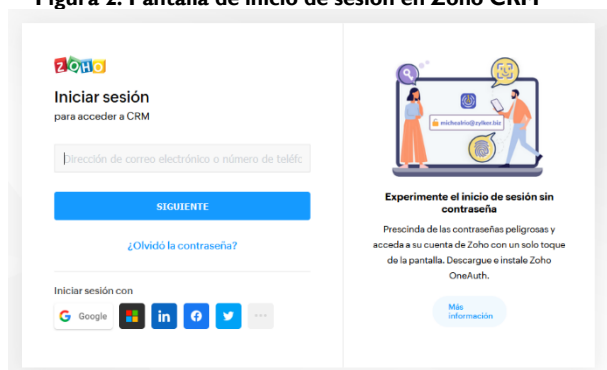 Figura 2. Pantalla de inicio de sesión en Zoho CRM
ZOHO
Iniciar sesión
para acceder a CRM
Dirección de correo electrónico o número de teléfc
SIGUIENTE
¿Olvidó la contraseña?
Iniciar sesión con
Google
in
Experimente el inicio de sesión sin
contraseña
Prescinda de las contraseñas peligrosas y
acceda a su cuenta de Zoho con un solo toque
de la pantalla. Descargue e instale Zoho
OneAuth.
Más
información